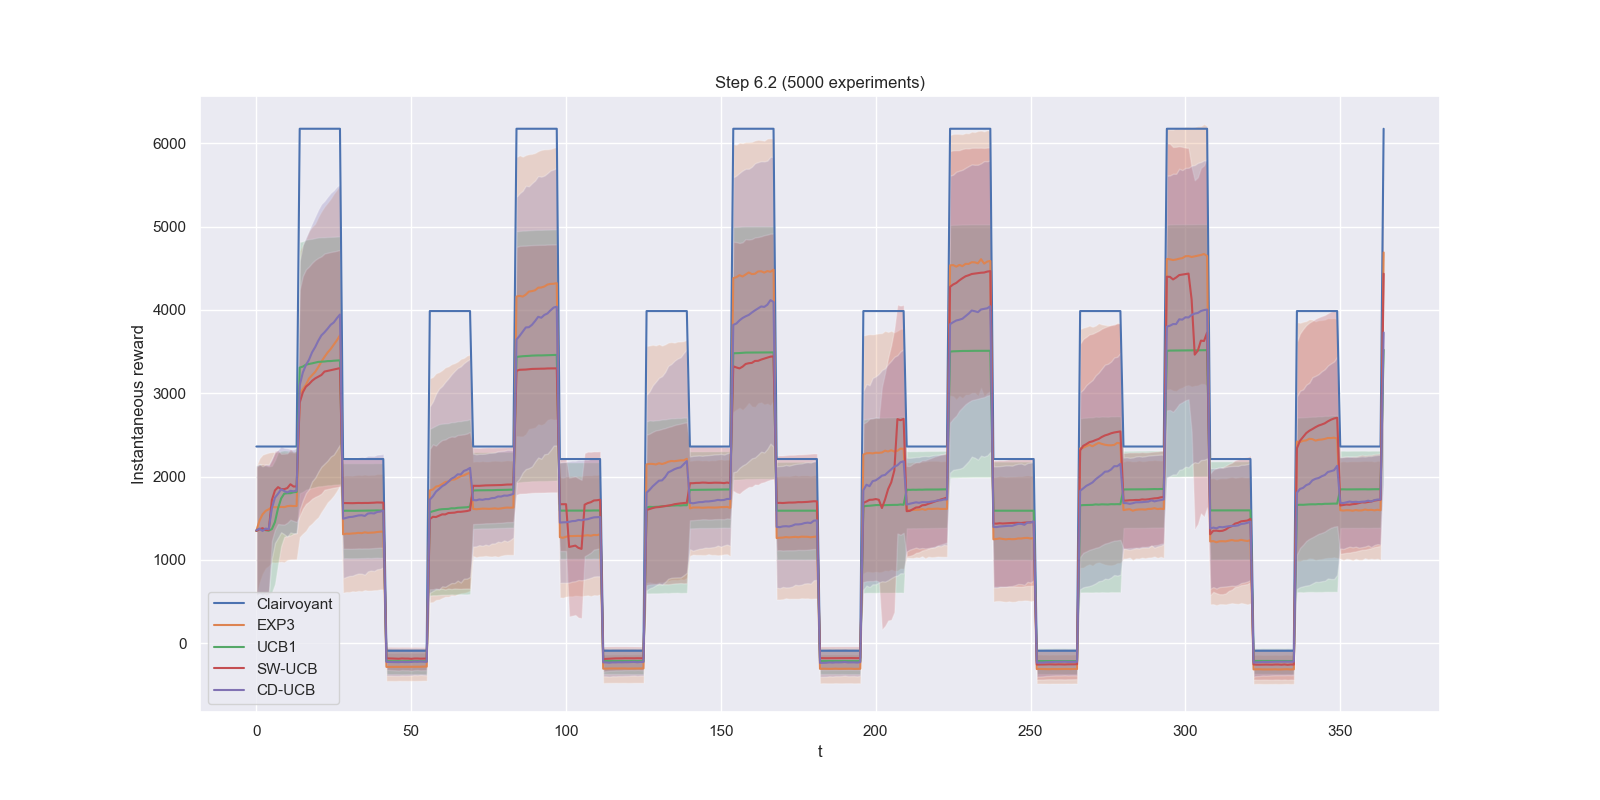 Step 6.2 (5000 experiments)
Instantaneous reward
6000
5000
4000
3000
2000
1000
0
Clairvoyant
EXP3
UCB1
SW-UCB
CD-UCB
0 50 100 150 200 250 300 350
t